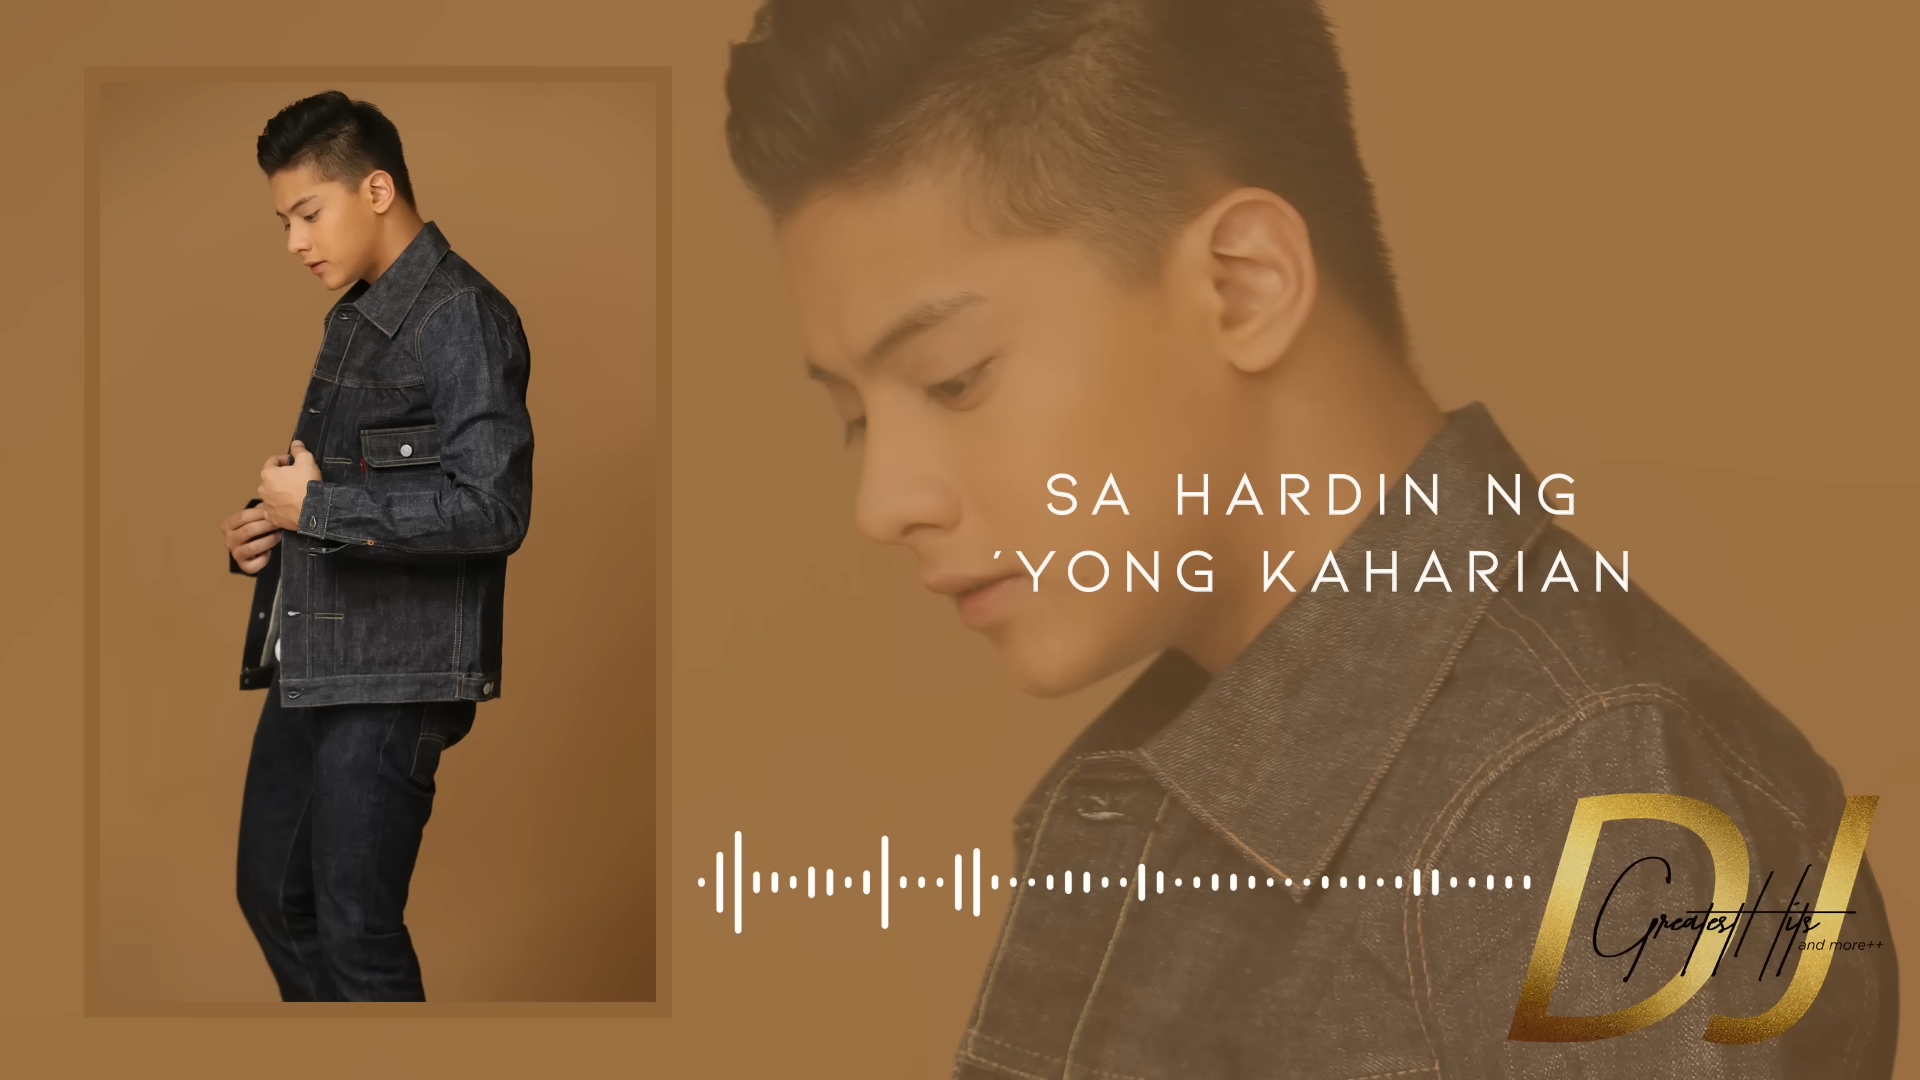 SA HARDIN NG
'YONG KAHARIAN
DJ
Greatest Hits
and more++